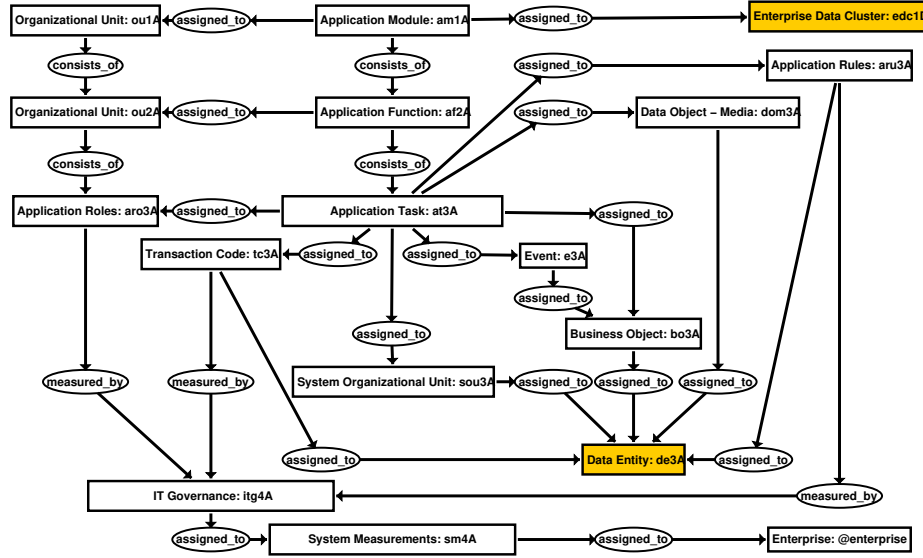 Organizational Unit: ou1A
assigned_to
Application Module: am1A
assigned_to
Enterprise Data Cluster: edc1D
consists_of
consists_of
assigned_to
Application Rules: aru3A
Organizational Unit: ou2A
assigned_to
Application Function: af2A
assigned_to
Data Object – Media: dom3A
consists_of
consists_of
Application Roles: aro3A
assigned_to
Application Task: at3A
assigned_to
Transaction Code: tc3A
assigned_to
assigned_to
Event: e3A
assigned_to
assigned_to
Business Object: bo3A
measured_by
measured_by
System Organizational Unit: sou3A
assigned_to
assigned_to
assigned_to
assigned_to
Data Entity: de3A
assigned_to
IT Governance: itg4A
measured_by
assigned_to
System Measurements: sm4A
assigned_to
Enterprise: @enterprise